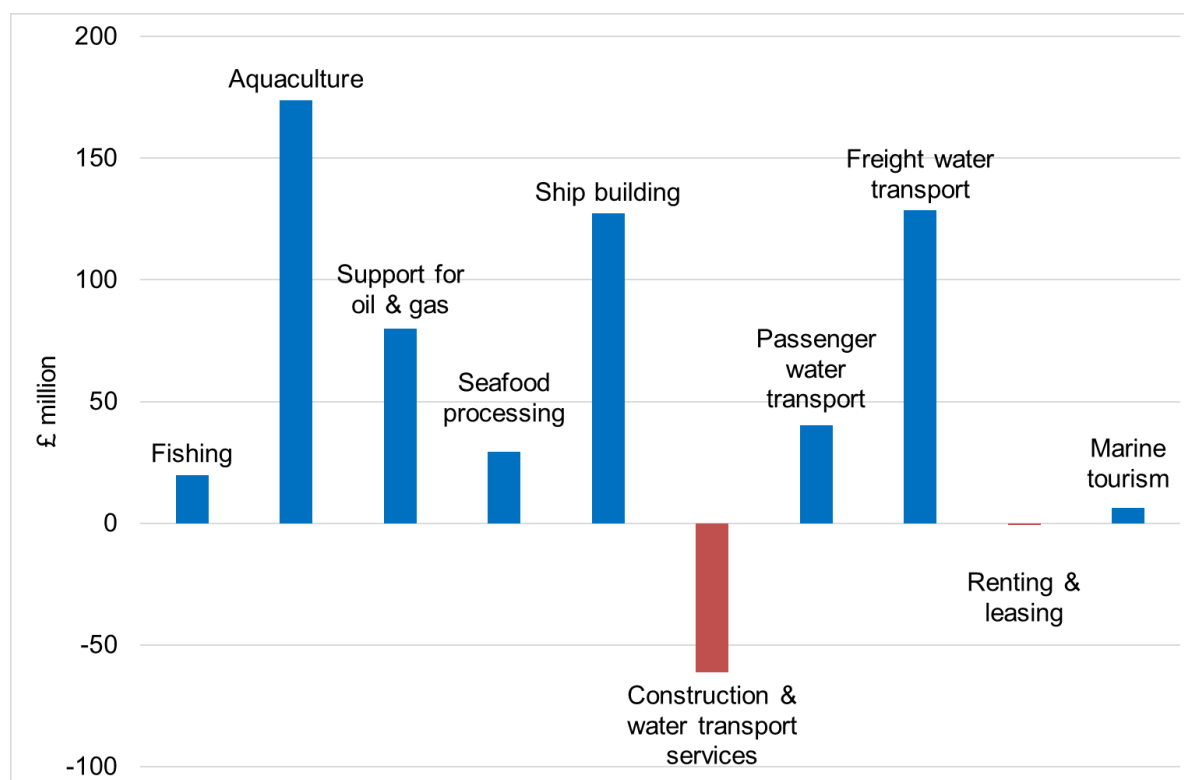 200
Aquaculture
150
Freight water
transport
Ship building
100
Support for
oil & gas
Passenger
water
transport
Seafood
processing
50
£ million
Fishing
Marine
tourism
0
Renting &
leasing
-50
Construction &
water transport
services
-100